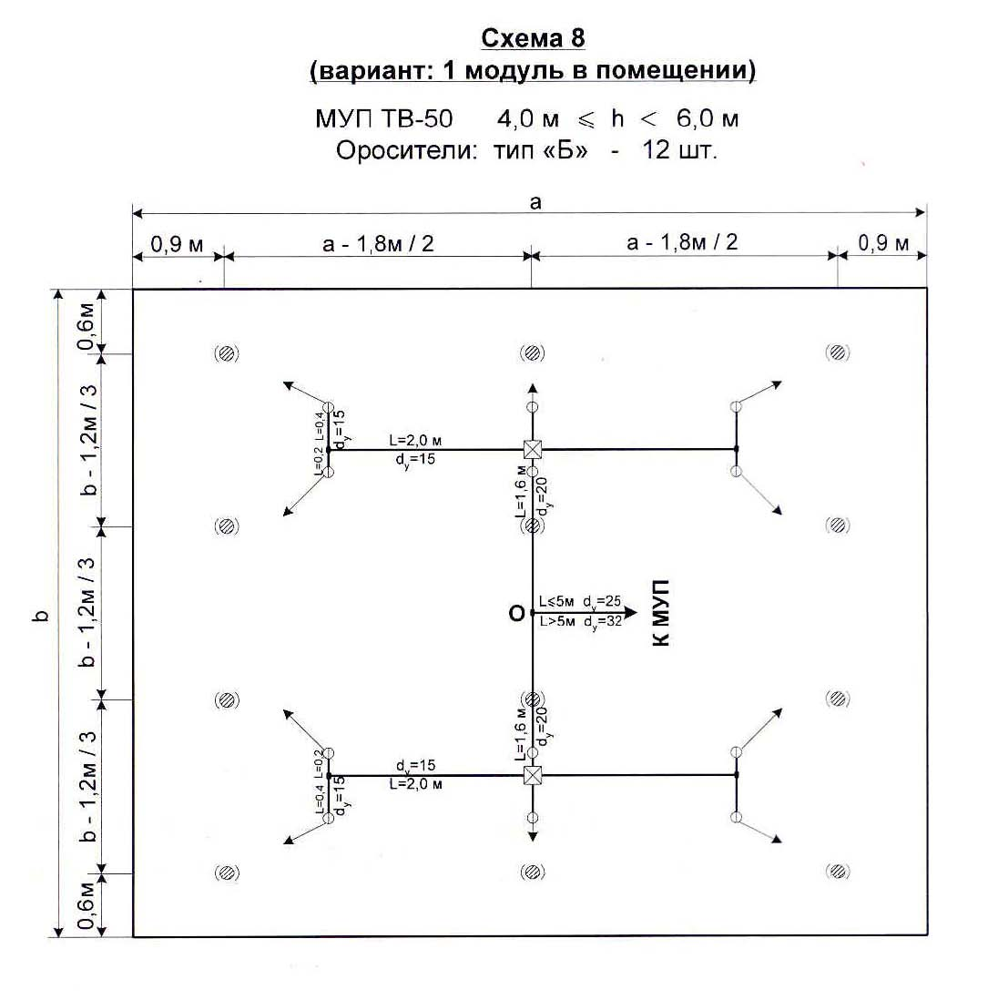 Схема 8
(вариант: 1 модуль в помещении)
МУП ТВ-50 4,0 м ⩽ h < 6,0 м
Оросители: тип «Б» - 12 шт.
a
0,9 м
a - 1,8м / 2
a - 1,8м / 2
0,9 м
0,6м
b - 1,2м / 3
b - 1,2м / 3
b - 1,2м / 3
0,6м
b
L=0,2 L=0,4
dy=15
L=2,0 м
dy=15
L=1,6 м
dy=20
O
L⩽5м dy=25
L>5м dy=32
К МУП
L=1,6 м
dy=20
L=0,4 L=0,2
dy=15
dy=15
L=2,0 м